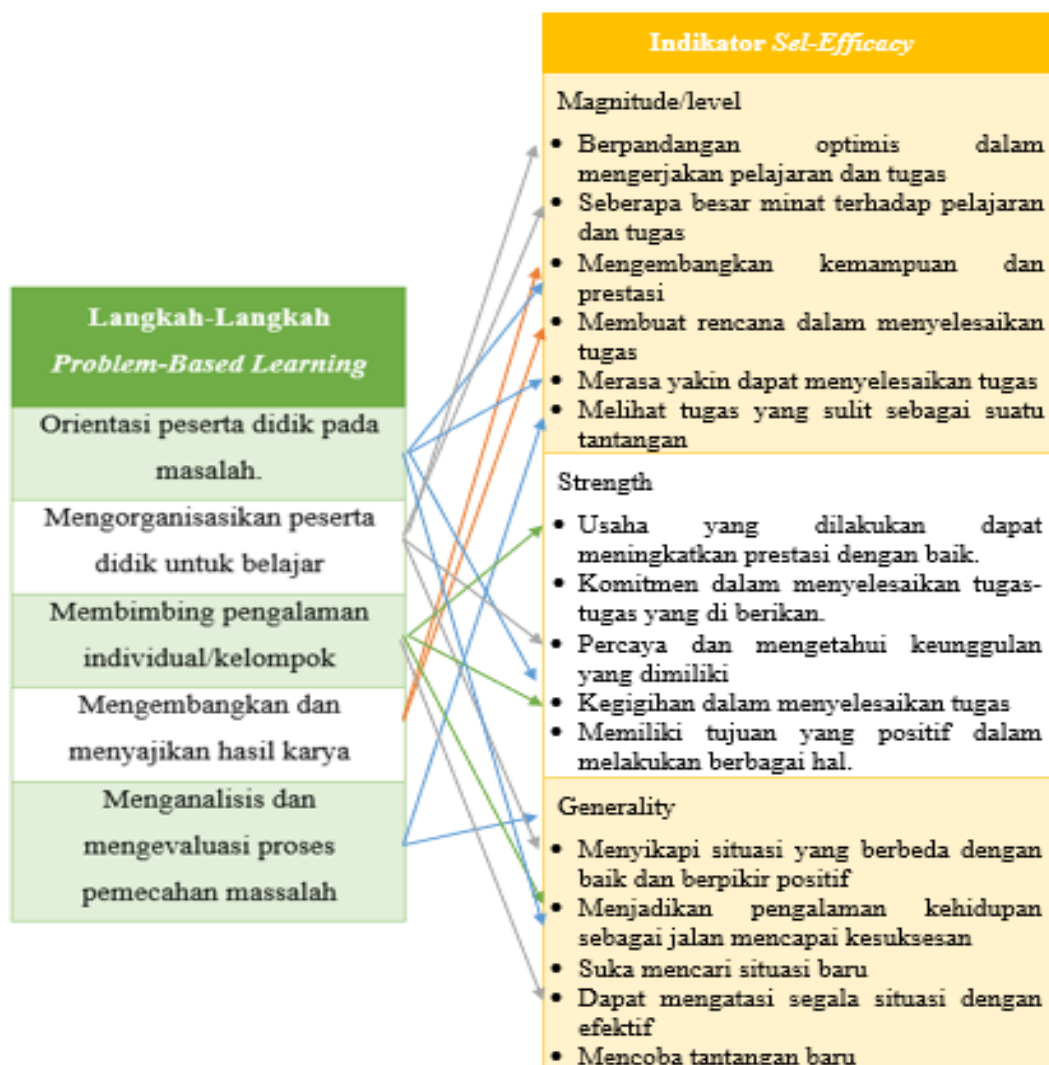 Langkah-Langkah
Problem-Based Learning
Orientasi peserta didik pada
masalah.
Mengorganisasikan peserta
didik untuk belajar
Membimbing pengalaman
individual/kelompok
Mengembangkan dan
menyajikan hasil karya
Menganalisis dan
mengevaluasi proses
pemecahan massalah
Indikator Sel-Efficacy
Magnitude/level
• Berpandangan optimis dalam
mengerjakan pelajaran dan tugas
• Seberapa besar minat terhadap pelajaran
dan tugas
• Mengembangkan kemampuan dan
prestasi
• Membuat rencana dalam menyelesaikan
tugas
• Merasa yakin dapat menyelesaikan tugas
• Melihat tugas yang sulit sebagai suatu
tantangan
Strength
• Usaha yang dilakukan dapat
meningkatkan prestasi dengan baik.
• Komitmen dalam menyelesaikan tugas-
tugas yang di berikan.
• Percaya dan mengetahui keunggulan
yang dimiliki
• Kegigihan dalam menyelesaikan tugas
• Memiliki tujuan yang positif dalam
melakukan berbagai hal.
Generality
• Menyikapi situasi yang berbeda dengan
baik dan berpikir positif
• Menjadikan pengalaman kehidupan
sebagai jalan mencapai kesuksesan
• Suka mencari situasi baru
• Dapat mengatasi segala situasi dengan
efektif
• Mencoba tantangan baru